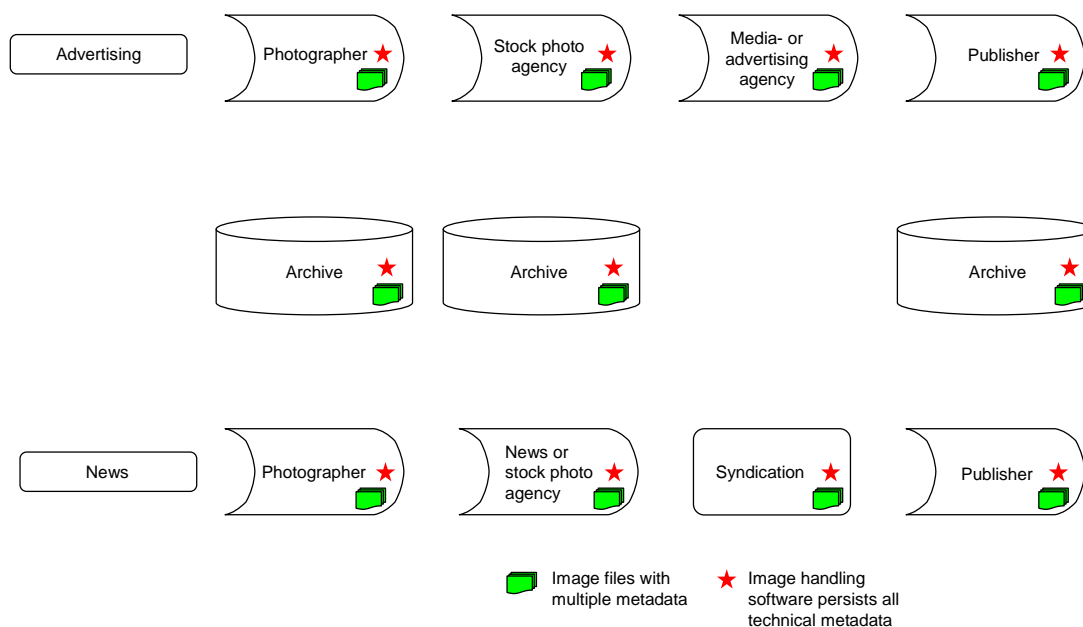 Advertising
Photographer
Stock photo
agency
Media- or
advertising
agency
Publisher
Archive
Archive
Archive
News
Photographer
News or
stock photo
agency
Syndication
Publisher
Image files with
multiple metadata
Image handling
software persists all
technical metadata